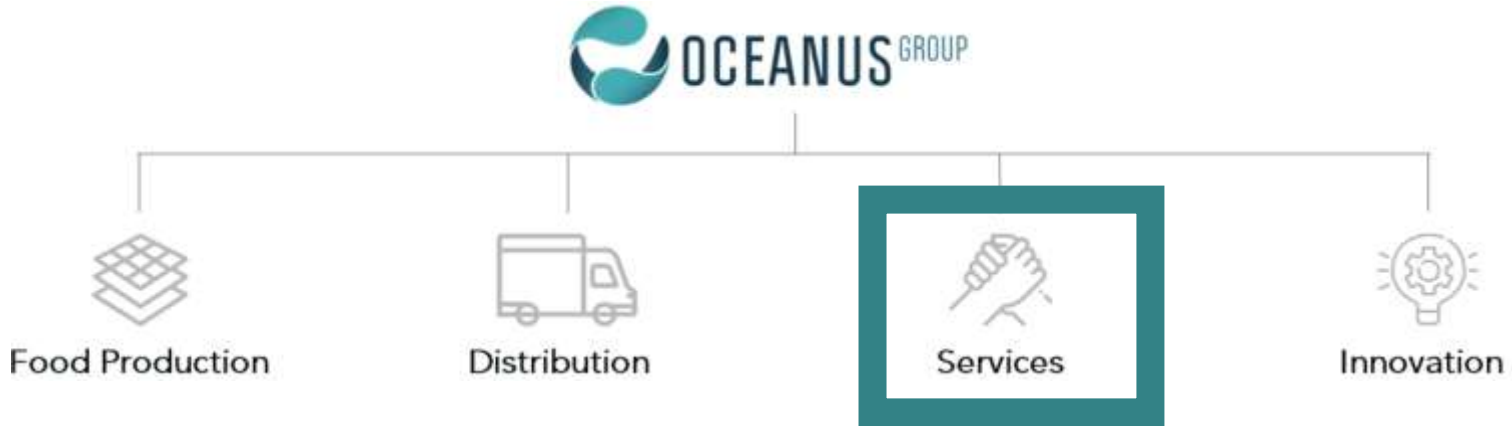 OCEANUS GROUP
Food Production
Distribution
Services
Innovation